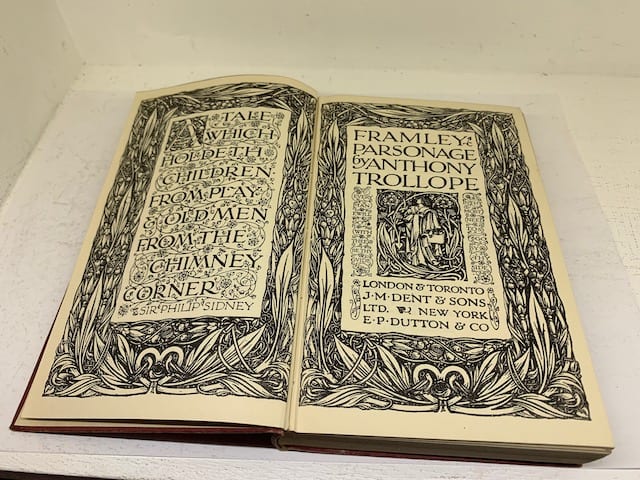 A TALE
WHICH
HOLDETH
CHILDREN
FROM PLAY
& OLD MEN
FROM THE
CHIMNEY
CORNER
SIR PHILIP SIDNEY
FRAMLEY
PARSONAGE
BY ANTHONY
TROLLOPE
LONDON & TORONTO
J.M. DENT & SONS
LTD. NEW YORK
E.P. DUTTON & CO